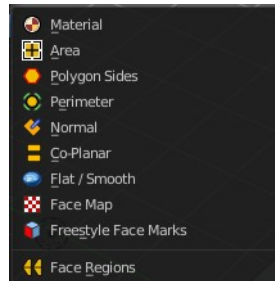 Material
Area
Polygon Sides
Perimeter
Normal
Co-Planar
Flat / Smooth
Face Map
Freestyle Face Marks
Face Regions